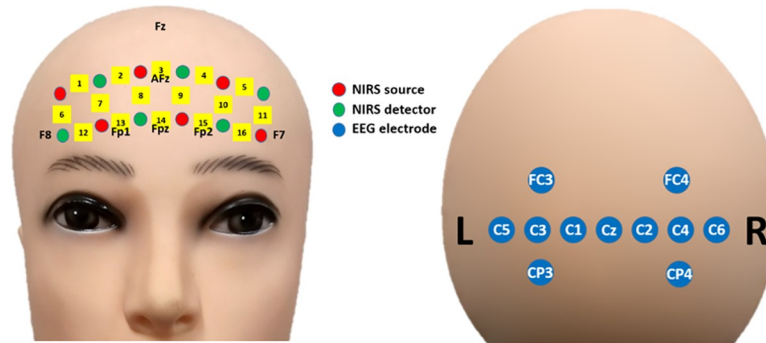 Fz
3
AFz
1
2
4
5
7
8
9
10
6
11
13
14
15
F8
12
Fp1
Fpz
Fp2
16
F7
NIRS source
NIRS detector
EEG electrode
FC3
FC4
L
C5
C3
C1
Cz
C2
C4
C6
R
CP3
CP4